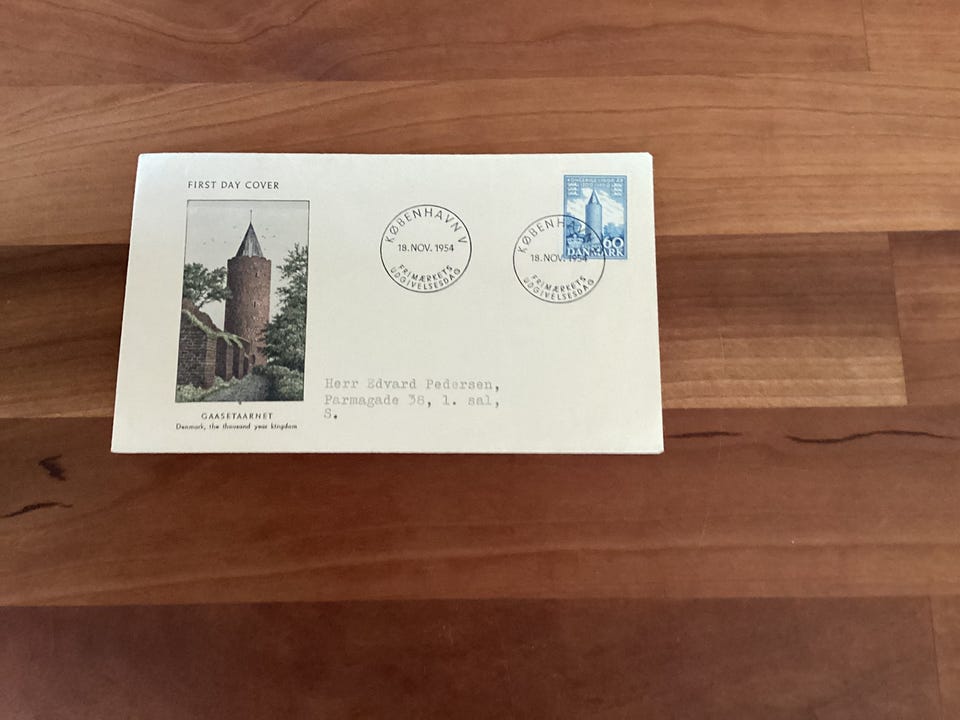 FIRST DAY COVER
GAASETAARNET
Denmark, the thousand year kingdom
KØBENHAVN V
18. NOV. 1954
FRIMÆRKETS
UDGIVELSESDAG
60
DANMARK
KØBENHAVN
18. NOV. 1954
FRIMÆRKETS
UDGIVELSESDAG
Herr Edvard Pedersen,
Parmagade 38, 1. sal,
S.